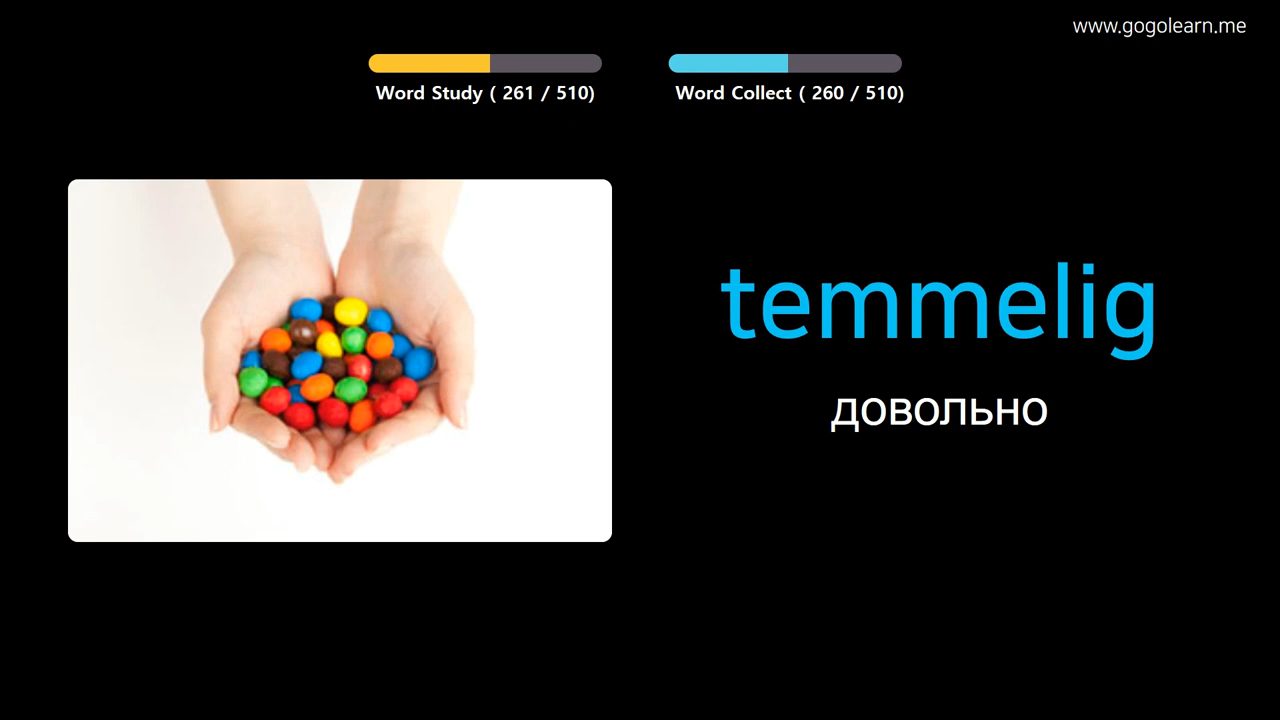 www.gogolearn.me
Word Study ( 261 / 510)
Word Collect ( 260 / 510)
temmelig
довольно